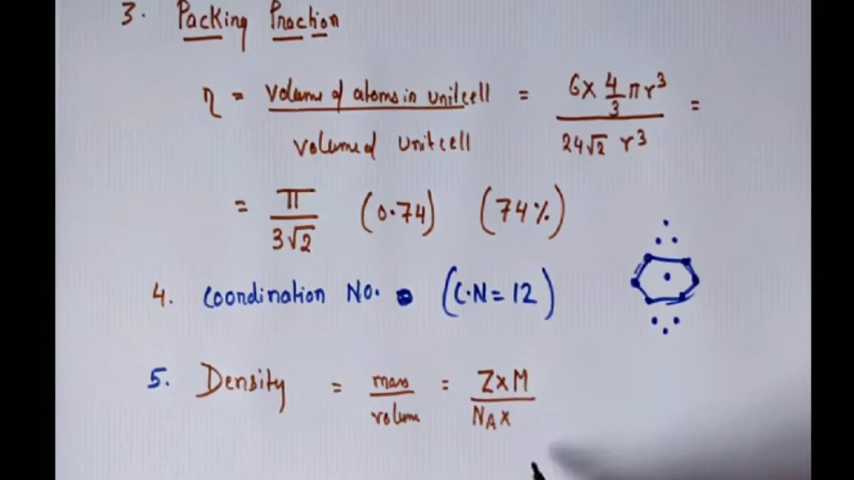 3. Packing Fraction
η = volume of atoms in unitcell / volume of unitcell = 6 × 4/3 πr³ / 24√2 r³ =
= π / 3√2 (0.74) (74%)
4. Coordination No. (C.N = 12)
5. Density = mass / volume = Z×M / NA×